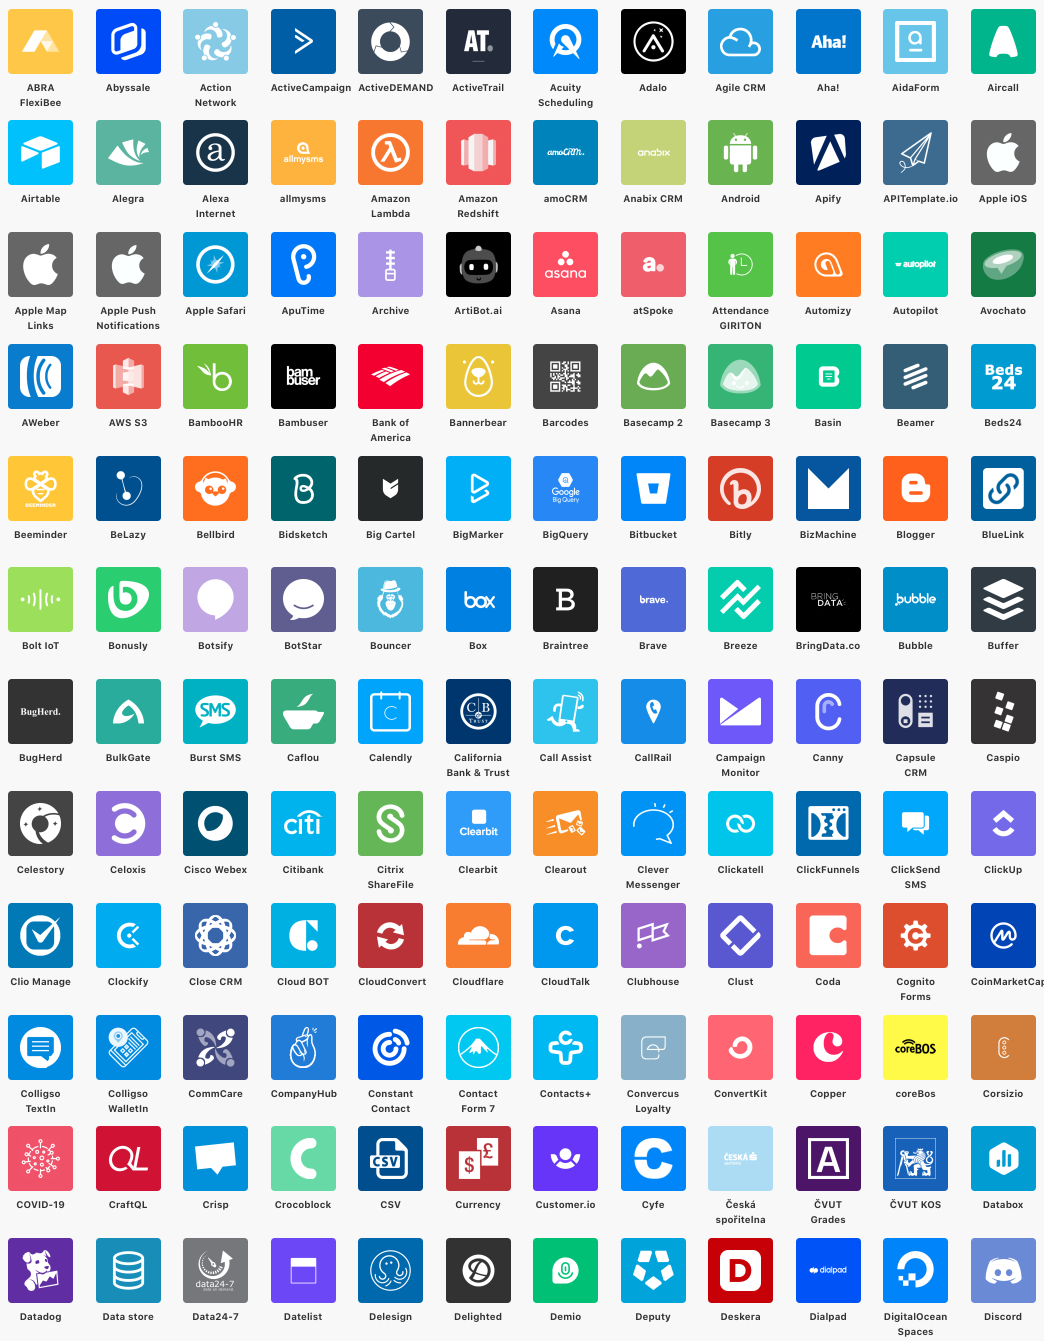 AT.
Aha!
ABRA
FlexiBee
Abyssale
Action
Network
ActiveCampaign
ActiveDEMAND
ActiveTrail
Acuity
Scheduling
Adalo
Agile CRM
Aha!
AidaForm
Aircall
a
allmysms
amoCRM.
anabix
Airtable
Alegra
Alexa
Internet
allmysms
Amazon
Lambda
Amazon
Redshift
amoCRM
Anabix CRM
Android
Apify
APITemplate.io
Apple iOS
asana
a.
autopilot
Apple Map
Links
Apple Push
Notifications
Apple Safari
ApuTime
Archive
ArtiBot.ai
Asana
atSpoke
Attendance
GIRITON
Automizy
Autopilot
Avochato
b
bam
buser
Beds
24
AWeber
AWS S3
BambooHR
Bambuser
Bank of
America
Bannerbear
Barcodes
Basecamp 2
Basecamp 3
Basin
Beamer
Beds24
BEEMINDER
Google
Big Query
Beeminder
BeLazy
Bellbird
Bidsketch
Big Cartel
BigMarker
BigQuery
Bitbucket
Bitly
BizMachine
Blogger
BlueLink
box
B
brave.
BRING
DATA
bubble
Bolt IoT
Bonusly
Botsify
BotStar
Bouncer
Box
Braintree
Brave
Breeze
BringData.co
Bubble
Buffer
BugHerd.
SMS
C
C B
& TRUST
BugHerd
BulkGate
Burst SMS
Caflou
Calendly
California
Bank & Trust
Call Assist
CallRail
Campaign
Monitor
Canny
Capsule
CRM
Caspio
citi
Clearbit
Celestory
Celoxis
Cisco Webex
Citibank
Citrix
ShareFile
Clearbit
Clearout
Clever
Messenger
Clickatell
ClickFunnels
ClickSend
SMS
ClickUp
C
Clio Manage
Clockify
Close CRM
Cloud BOT
CloudConvert
Cloudflare
CloudTalk
Clubhouse
Clust
Coda
Cognito
Forms
CoinMarketCap
coreBOS
Colligso
TextIn
Colligso
WalletIn
CommCare
CompanyHub
Constant
Contact
Contact
Form 7
Contacts+
Convercus
Loyalty
ConvertKit
Copper
coreBos
Corsizio
QL
CSV
$ £
C
ČESKÁ
A
COVID-19
CraftQL
Crisp
Crocoblock
CSV
Currency
Customer.io
Cyfe
Česká
spořitelna
ČVUT
Grades
ČVUT KOS
Databox
data24-7
D
dialpad
Datadog
Data store
Data24-7
Datelist
Delesign
Delighted
Demio
Deputy
Deskera
Dialpad
DigitalOcean
Spaces
Discord